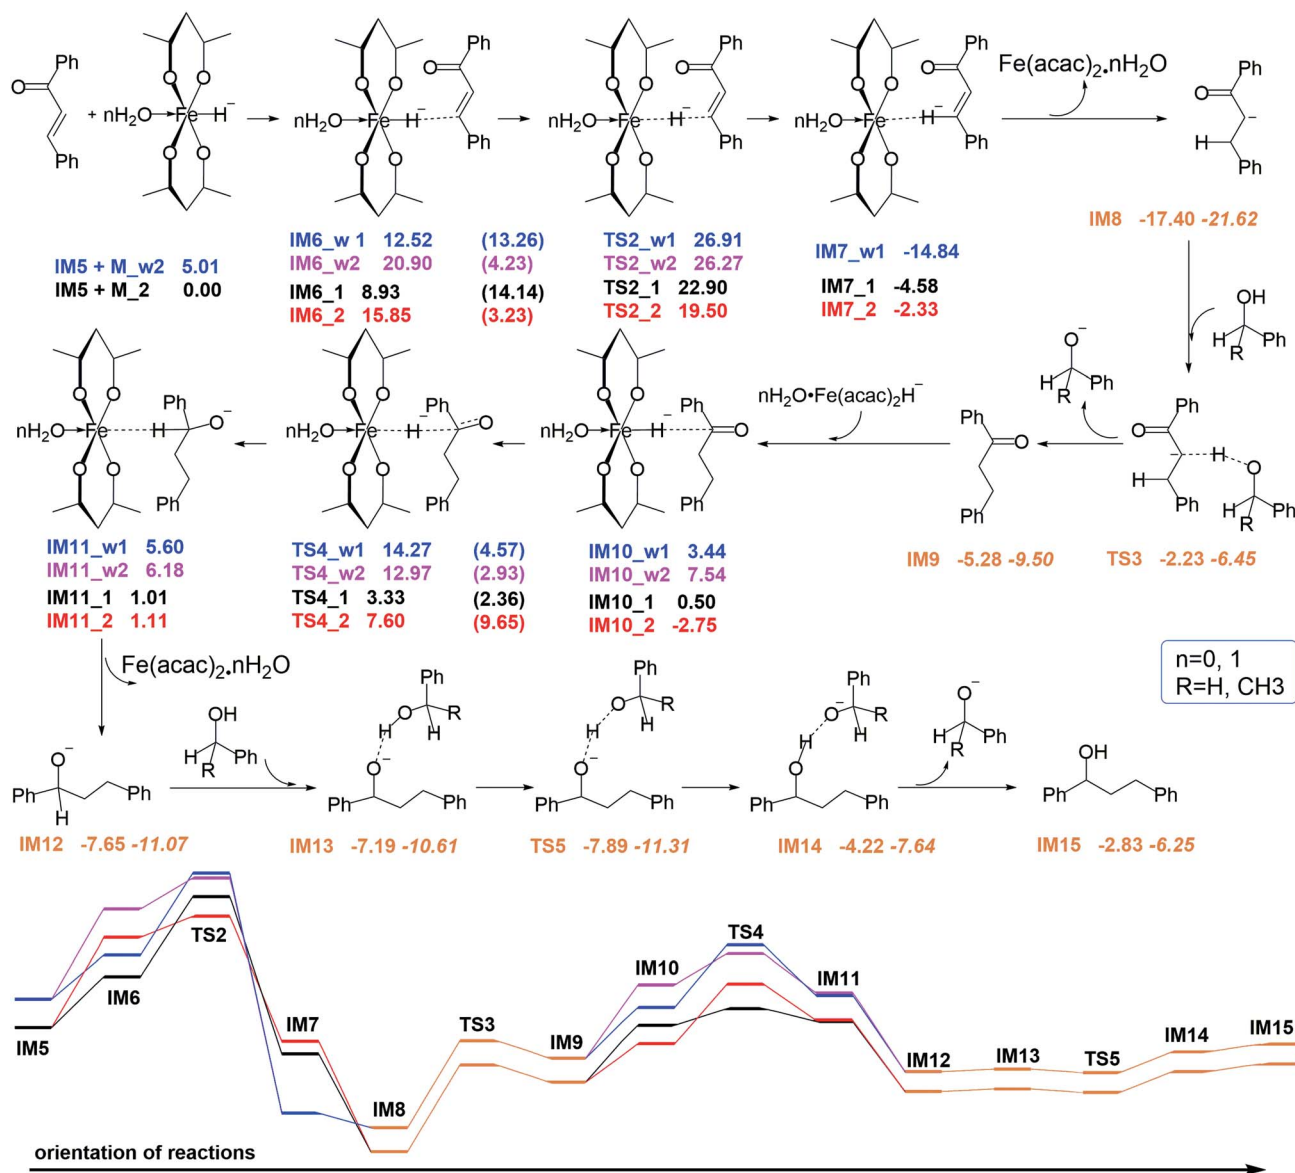 Ph
O
Ph
+
nH2O
O
O
Fe
H
−
O
O
nH2O
O
O
Fe
H
−
O
O
O
Ph
Ph
nH2O
O
O
Fe
H
−
O
O
O
Ph
Ph
nH2O
O
O
Fe
H
−
O
O
O
Ph
Ph
Fe(acac)2•nH2O
Ph
O
−
H
Ph
IM5 + M_w2 5.01
IM5 + M_2 0.00
IM6_w 1 12.52 (13.26)
IM6_w2 20.90 (4.23)
IM6_1 8.93 (14.14)
IM6_2 15.85 (3.23)
TS2_w1 26.91
TS2_w2 26.27
TS2_1 22.90
TS2_2 19.50
IM7_w1 -14.84
IM7_1 -4.58
IM7_2 -2.33
IM8 -17.40 -21.62
OH
H
Ph
R
nH2O
O
O
Fe
H
O
O
Ph
O−
Ph
nH2O
O
O
Fe
H
−
O
O
Ph
O
Ph
nH2O
O
O
Fe
H
−
O
O
Ph
O
Ph
nH2O•Fe(acac)2H−
Ph
O
Ph
O−
H
Ph
R
Ph
O
−
H
H
O
Ph
H
Ph
R
IM11_w1 5.60
IM11_w2 6.18
IM11_1 1.01
IM11_2 1.11
TS4_w1 14.27 (4.57)
TS4_w2 12.97 (2.93)
TS4_1 3.33 (2.36)
TS4_2 7.60 (9.65)
IM10_w1 3.44
IM10_w2 7.54
IM10_1 0.50
IM10_2 -2.75
IM9 -5.28 -9.50
TS3 -2.23 -6.45
n=0, 1
R=H, CH3
Fe(acac)2•nH2O
O−
Ph
H
Ph
OH
H
Ph
R
Ph
O
R
H
H
O−
Ph
Ph
Ph
O
R
H
H
O−
Ph
Ph
Ph
O−
R
H
H
O
Ph
Ph
O−
H
Ph
R
OH
Ph
Ph
IM12 -7.65 -11.07
IM13 -7.19 -10.61
TS5 -7.89 -11.31
IM14 -4.22 -7.64
IM15 -2.83 -6.25
IM5
IM6
TS2
IM7
IM8
TS3
IM9
IM10
TS4
IM11
IM12
IM13
TS5
IM14
IM15
orientation of reactions